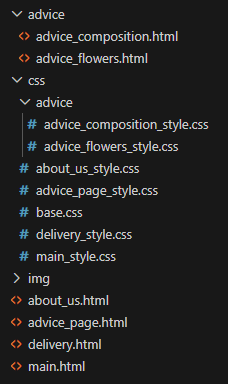 advice
advice_composition.html
advice_flowers.html
css
advice
advice_composition_style.css
advice_flowers_style.css
about_us_style.css
advice_page_style.css
base.css
delivery_style.css
main_style.css
img
about_us.html
advice_page.html
delivery.html
main.html